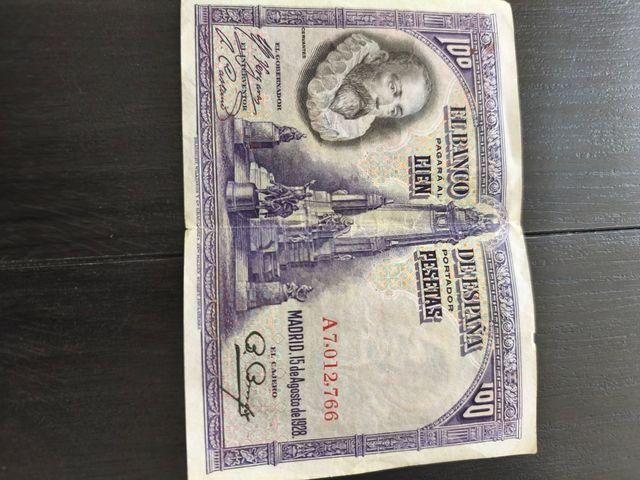 100 100
EL BANCO DE ESPAÑA
PAGARÁ AL PORTADOR
CIEN PESETAS
CERVANTES
A7,012,766
MADRID, 15 de Agosto de 1928.
EL GOBERNADOR
EL INTERVENTOR
EL CAJERO